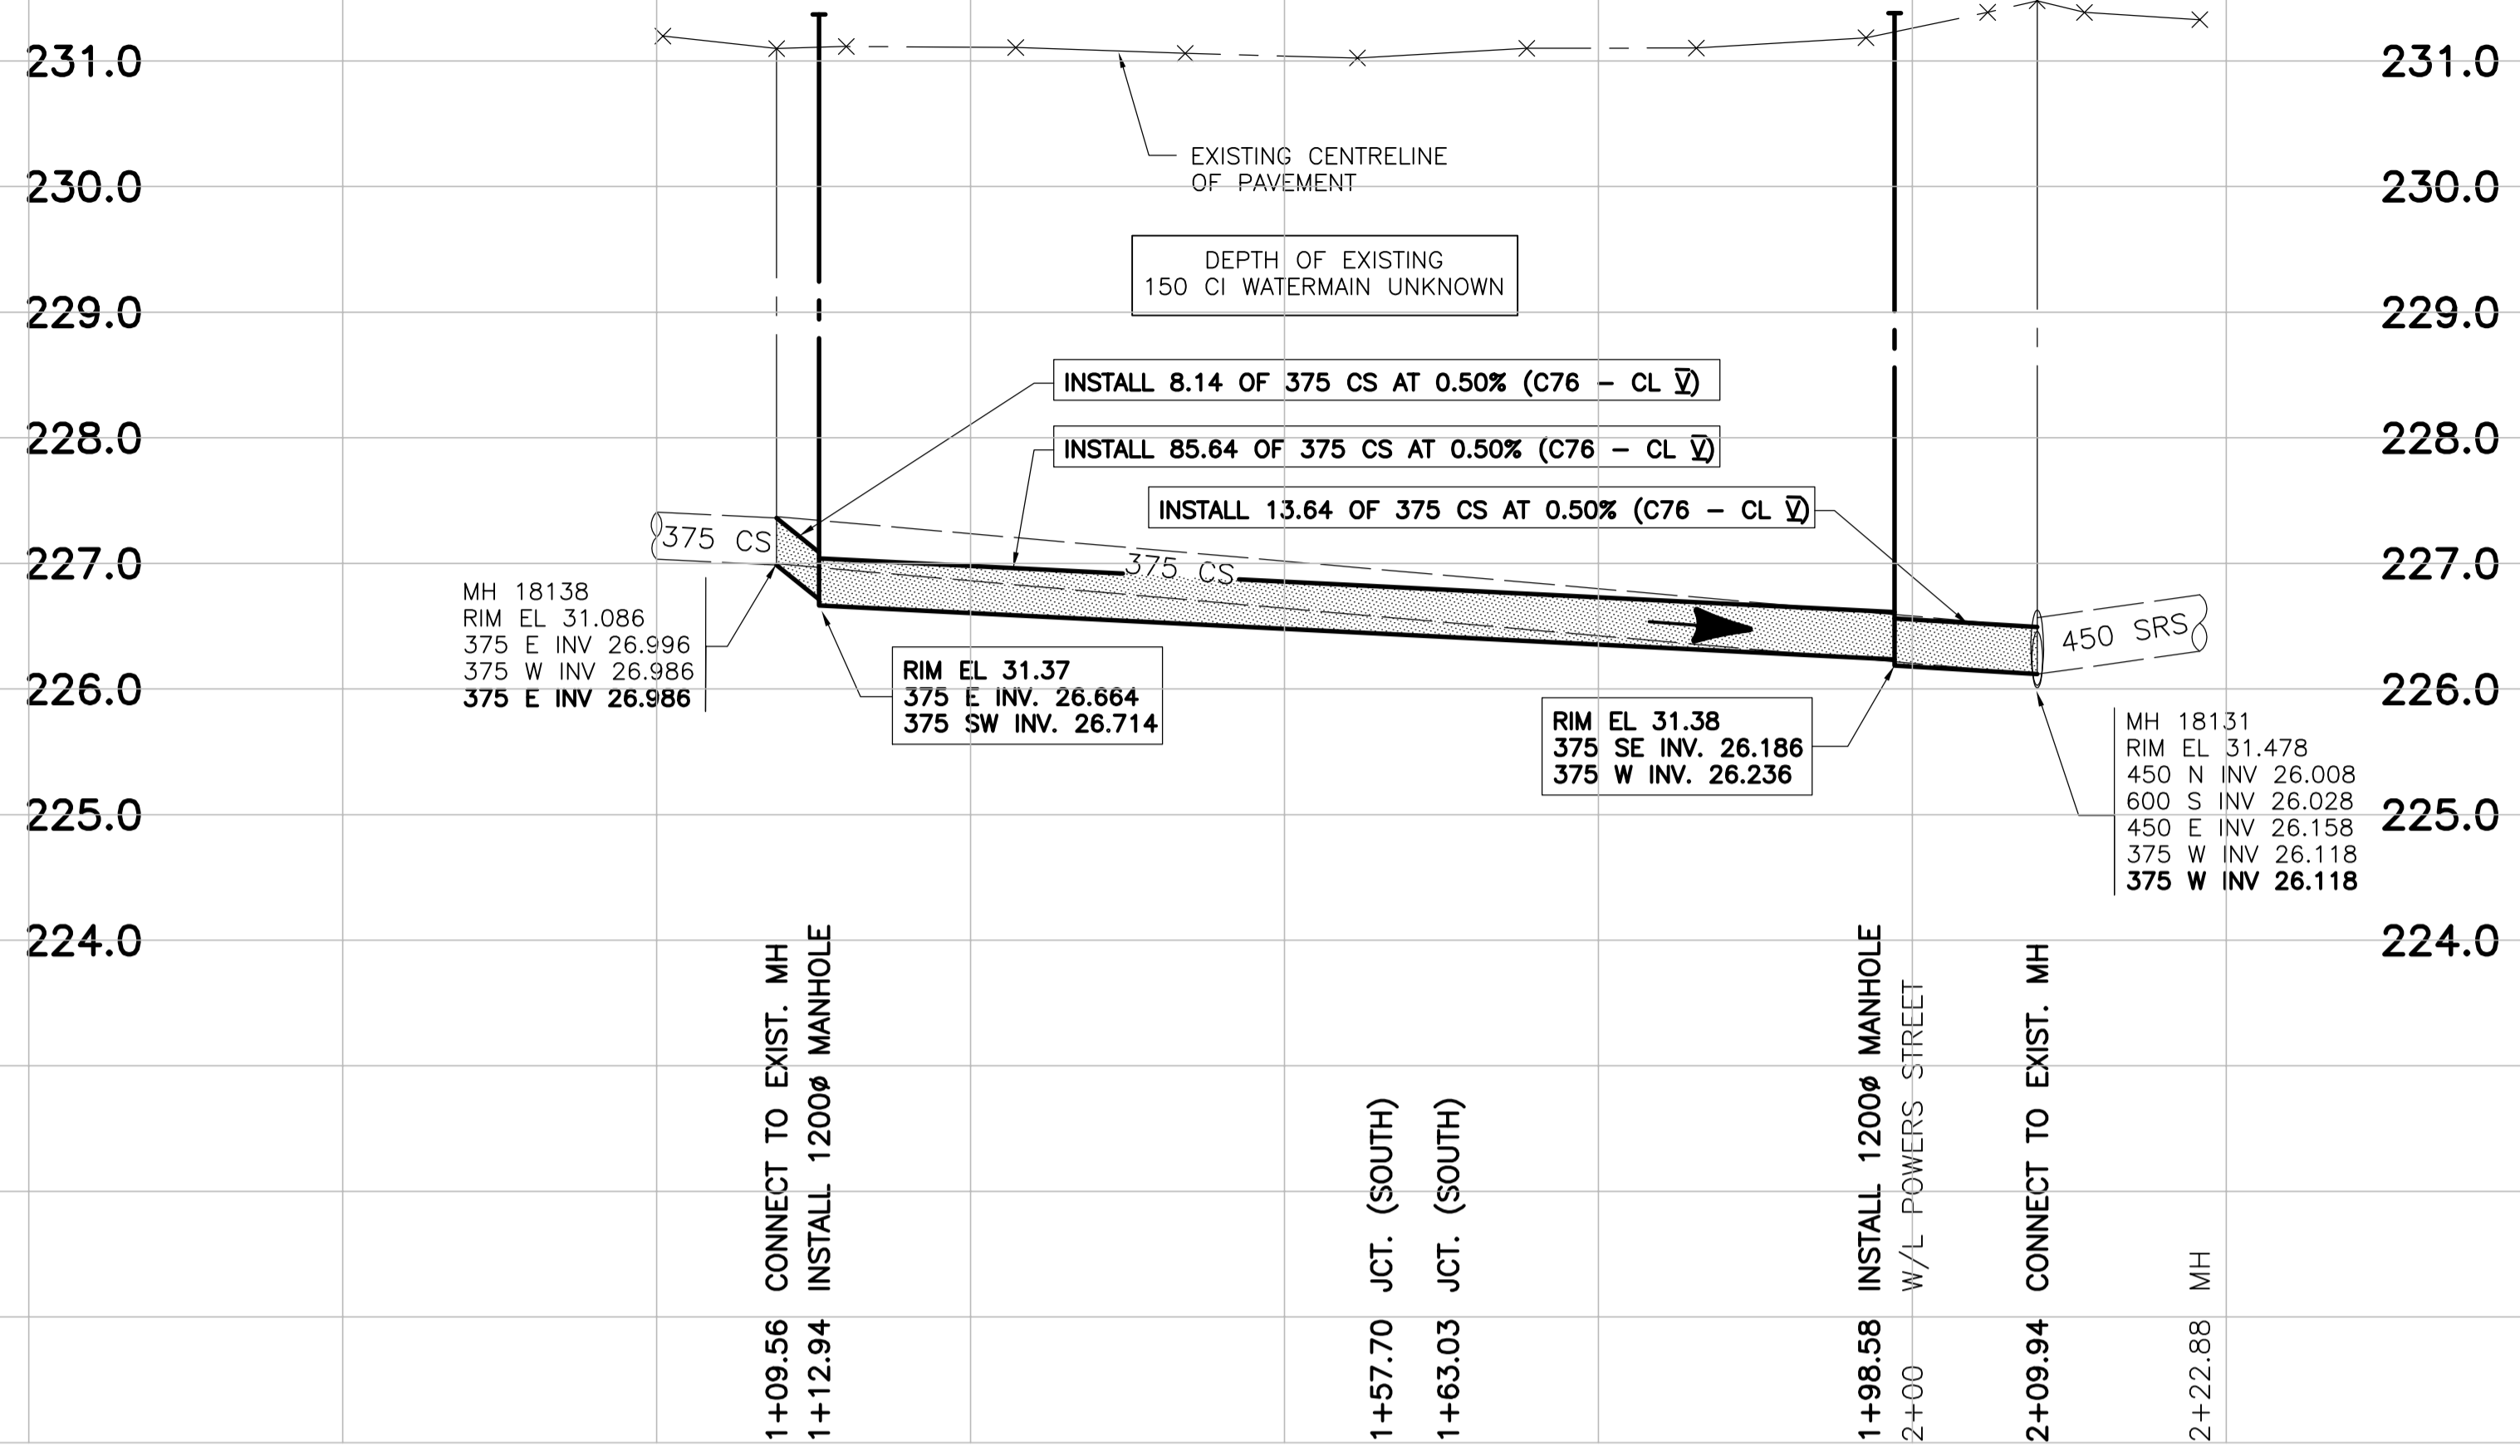 231.0
231.0
EXISTING CENTRELINE
OF PAVEMENT
230.0
230.0
DEPTH OF EXISTING
150 CI WATERMAIN UNKNOWN
229.0
229.0
INSTALL 8.14 OF 375 CS AT 0.50% (C76 - CL V)
228.0
228.0
INSTALL 85.64 OF 375 CS AT 0.50% (C76 - CL V)
INSTALL 13.64 OF 375 CS AT 0.50% (C76 - CL V)
375 CS
375 CS
227.0
227.0
MH 18138
RIM EL 31.086
375 E INV 26.996
375 W INV 26.986
375 E INV 26.986
450 SRS
RIM EL 31.37
375 E INV. 26.664
375 SW INV. 26.714
226.0
226.0
RIM EL 31.38
375 SE INV. 26.186
375 W INV. 26.236
MH 18131
RIM EL 31.478
450 N INV 26.008
600 S INV 26.028
450 E INV 26.158
375 W INV 26.118
375 W INV 26.118
225.0
225.0
224.0
224.0
1+09.56 CONNECT TO EXIST. MH
1+12.94 INSTALL 1200ø MANHOLE
1+57.70 JCT. (SOUTH)
1+63.03 JCT. (SOUTH)
1+98.58 INSTALL 1200ø MANHOLE
2+00 W/L POWERS STREET
2+09.94 CONNECT TO EXIST. MH
2+22.88 MH